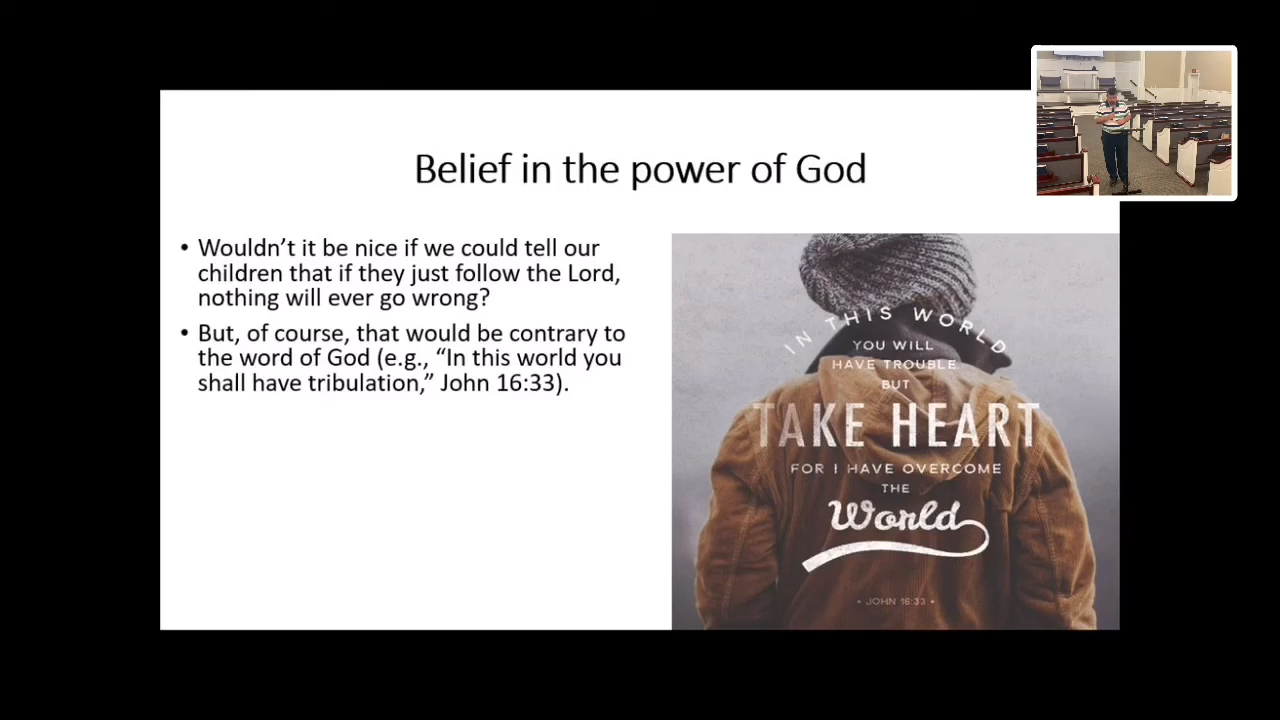 Belief in the power of God
• Wouldn’t it be nice if we could tell our
children that if they just follow the Lord,
nothing will ever go wrong?
• But, of course, that would be contrary to
the word of God (e.g., “In this world you
shall have tribulation,” John 16:33).
IN THIS WORLD
YOU WILL
HAVE TROUBLE.
BUT
TAKE HEART
FOR I HAVE OVERCOME
THE
World
• JOHN 16:33 •